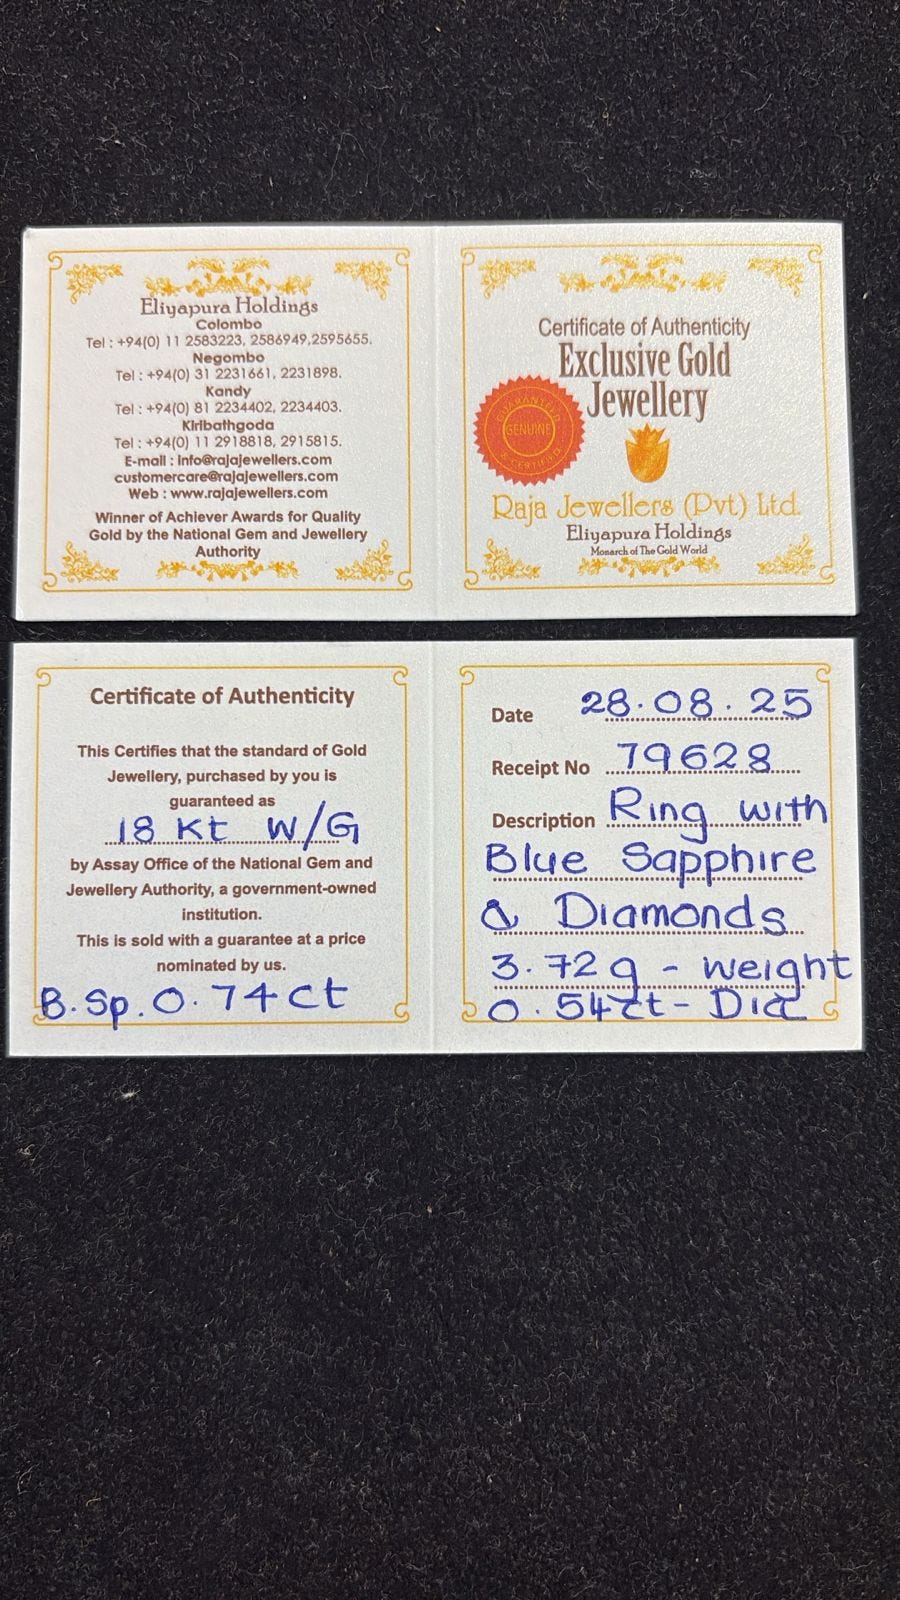 Eliyapura Holdings
Colombo
Tel : +94(0) 11 2583223, 2586949,2595655.
Negombo
Tel : +94(0) 31 2231661, 2231898.
Kandy
Tel : +94(0) 81 2234402, 2234403.
Kiribathgoda
Tel : +94(0) 11 2918818, 2915815.
E-mail : info@rajajewellers.com
customercare@rajajewellers.com
Web : www.rajajewellers.com
Winner of Achiever Awards for Quality
Gold by the National Gem and Jewellery
Authority
Certificate of Authenticity
Exclusive Gold
Jewellery
GUARANTEED
GENUINE
& CERTIFIED
Raja Jewellers (Pvt) Ltd.
Eliyapura Holdings
Monarch of The Gold World
Certificate of Authenticity
This Certifies that the standard of Gold
Jewellery, purchased by you is
guaranteed as
18 Kt W/G
by Assay Office of the National Gem and
Jewellery Authority, a government-owned
institution.
This is sold with a guarantee at a price
nominated by us.
B.Sp.0.74ct
Date 28.08.25
Receipt No 79628
Description Ring with
Blue Sapphire
& Diamonds
3.72g - weight
0.54ct - Dia